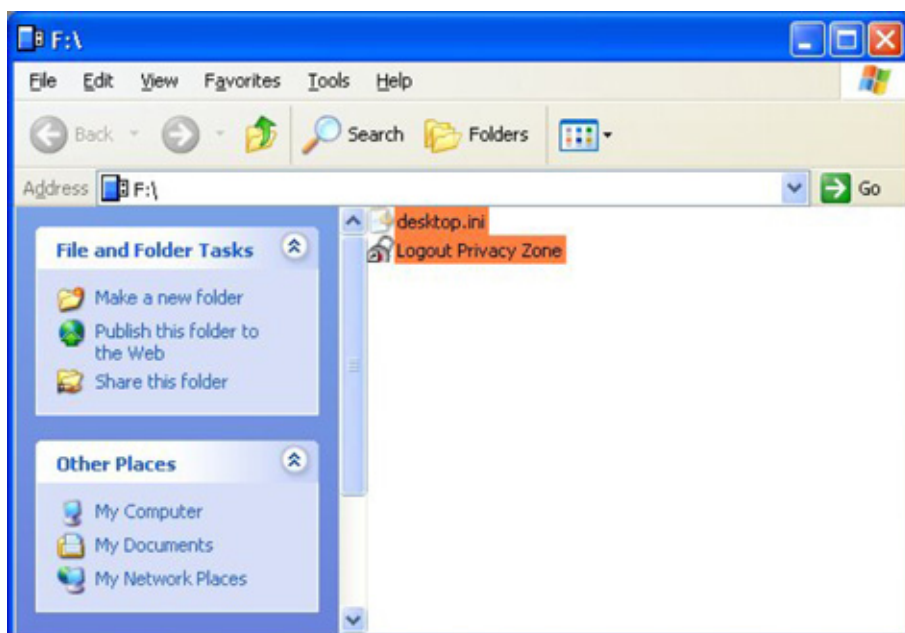 F:\
File Edit View Favorites Tools Help
Back Search Folders
Address F:\ Go
File and Folder Tasks
Make a new folder
Publish this folder to
the Web
Share this folder
Other Places
My Computer
My Documents
My Network Places
desktop.ini
Logout Privacy Zone